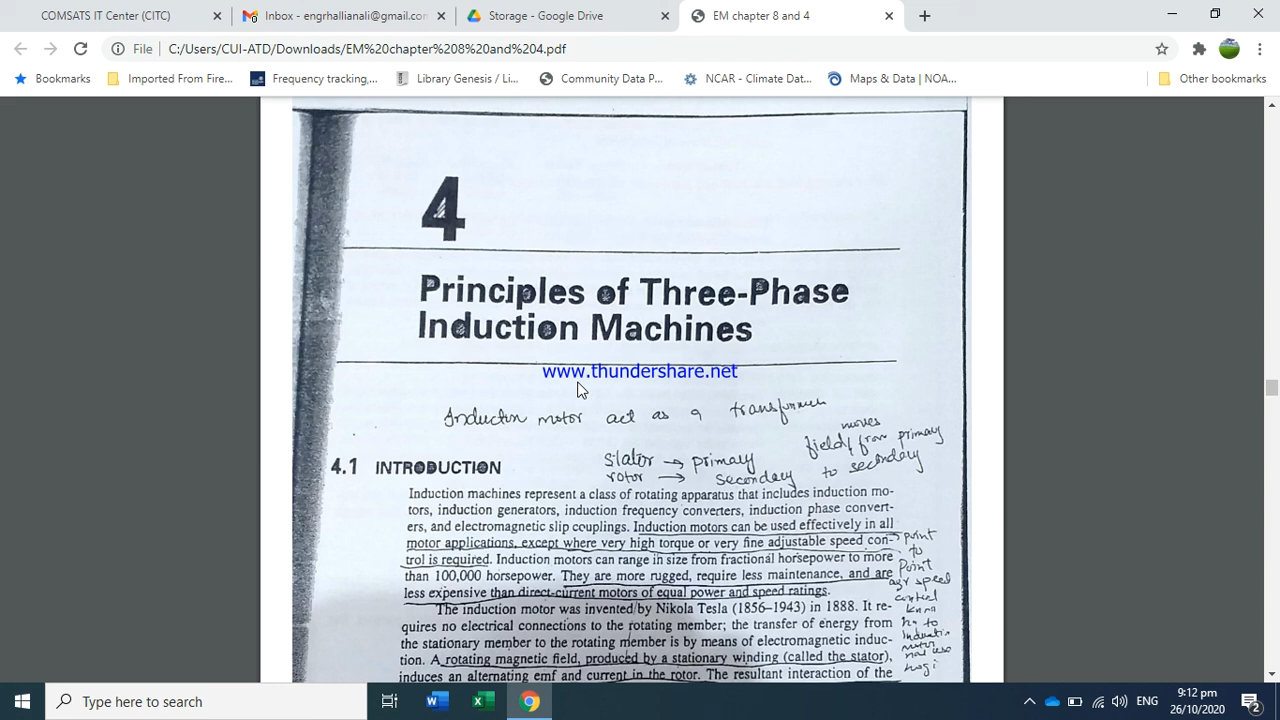 COMSATS IT Center (CITC)
Inbox - engrhallianali@gmail.com
Storage - Google Drive
EM chapter 8 and 4
File
C:/Users/CUI-ATD/Downloads/EM%20chapter%208%20and%204.pdf
Bookmarks
Imported From Fire...
Frequency tracking,...
Library Genesis / Li...
Community Data P...
NCAR - Climate Dat...
Maps & Data | NOA...
Other bookmarks
4
Principles of Three-Phase
Induction Machines
www.thundershare.net
Induction motor act as a transformer
moves
field from primary
to secondary
stator → primary
rotor → secondary
4.1 INTRODUCTION
Induction machines represent a class of rotating apparatus that includes induction mo-
tors, induction generators, induction frequency converters, induction phase convert-
ers, and electromagnetic slip couplings. Induction motors can be used effectively in all
motor applications, except where very high torque or very fine adjustable speed con-
trol is required. Induction motors can range in size from fractional horsepower to more
than 100,000 horsepower. They are more rugged, require less maintenance, and are
less expensive than direct-current motors of equal power and speed ratings.
The induction motor was invented by Nikola Tesla (1856–1943) in 1888. It re-
quires no electrical connections to the rotating member; the transfer of energy from
the stationary member to the rotating member is by means of electromagnetic induc-
tion. A rotating magnetic field, produced by a stationary winding (called the stator),
induces an alternating emf and current in the rotor. The resultant interaction of the
point
to
point
agr speed
control
to
motor
hogi
Type here to search
ENG
9:12 pm
26/10/2020
2